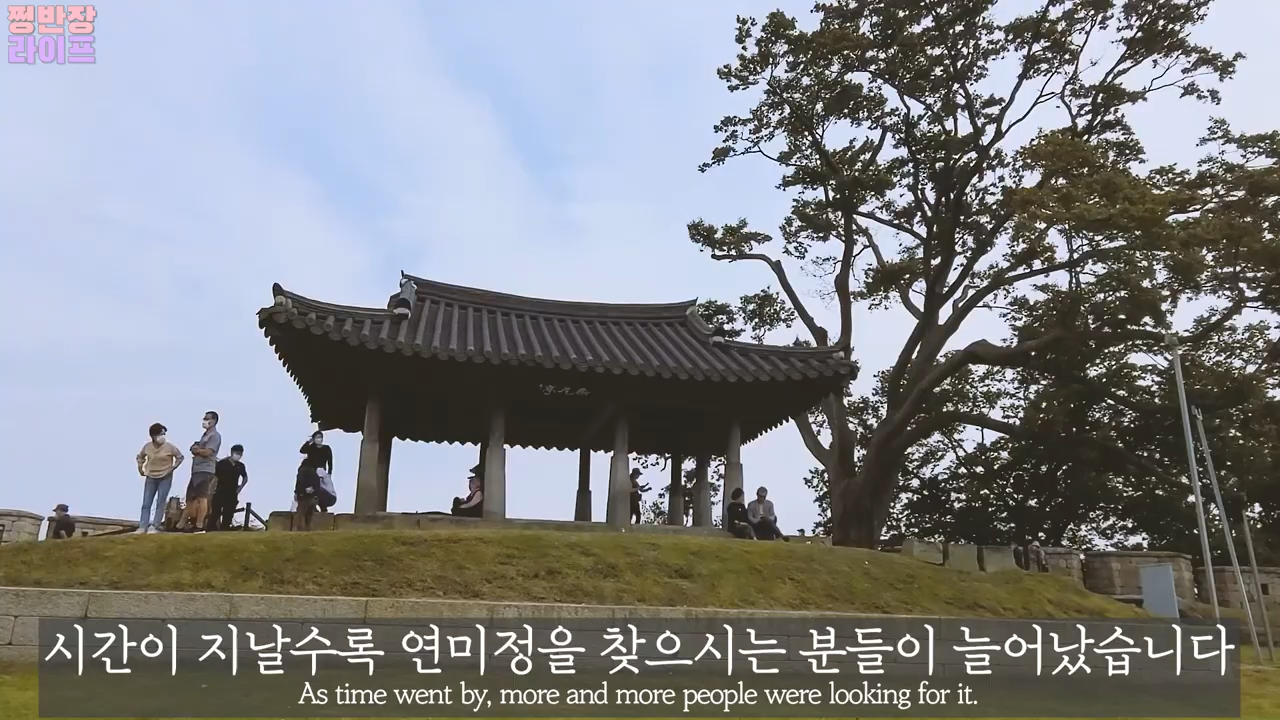 찡반장
라이프
시간이 지날수록 연미정을 찾으시는 분들이 늘어났습니다
As time went by, more and more people were looking for it.